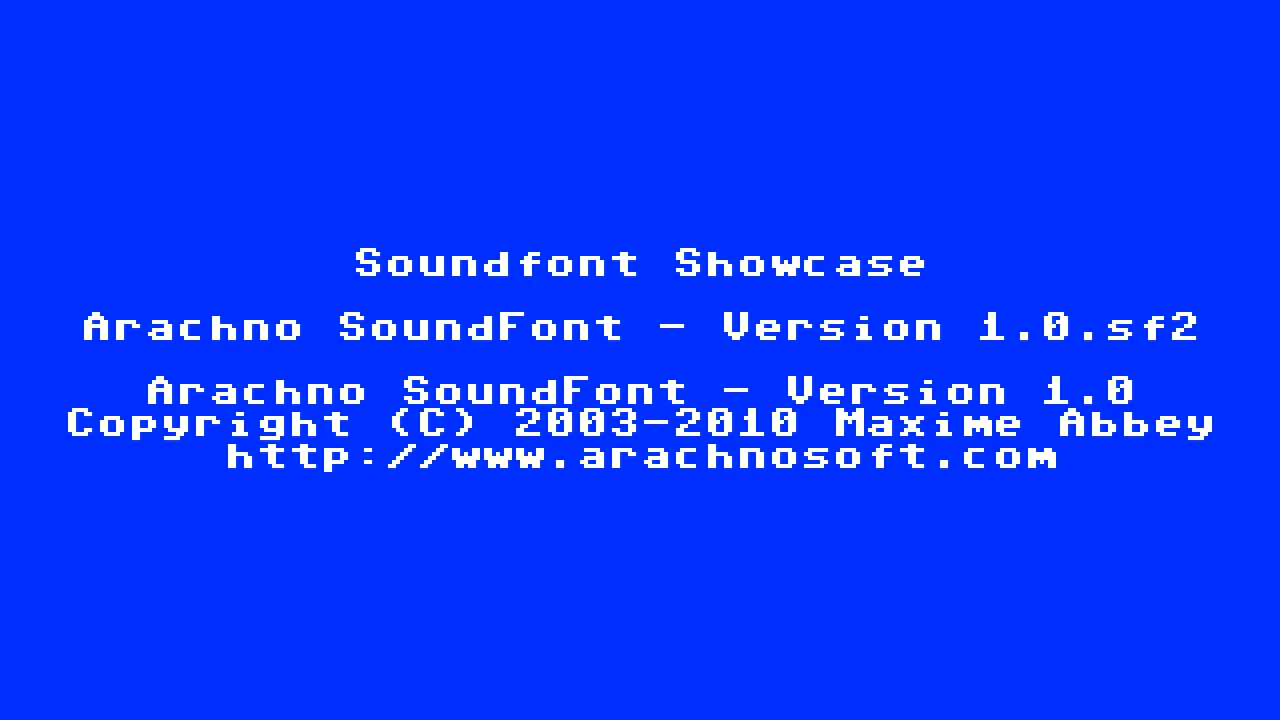 Soundfont Showcase
Arachno SoundFont - Version 1.0.sf2
Arachno SoundFont - Version 1.0
Copyright (C) 2003-2010 Maxime Abbey
http://www.arachnosoft.com